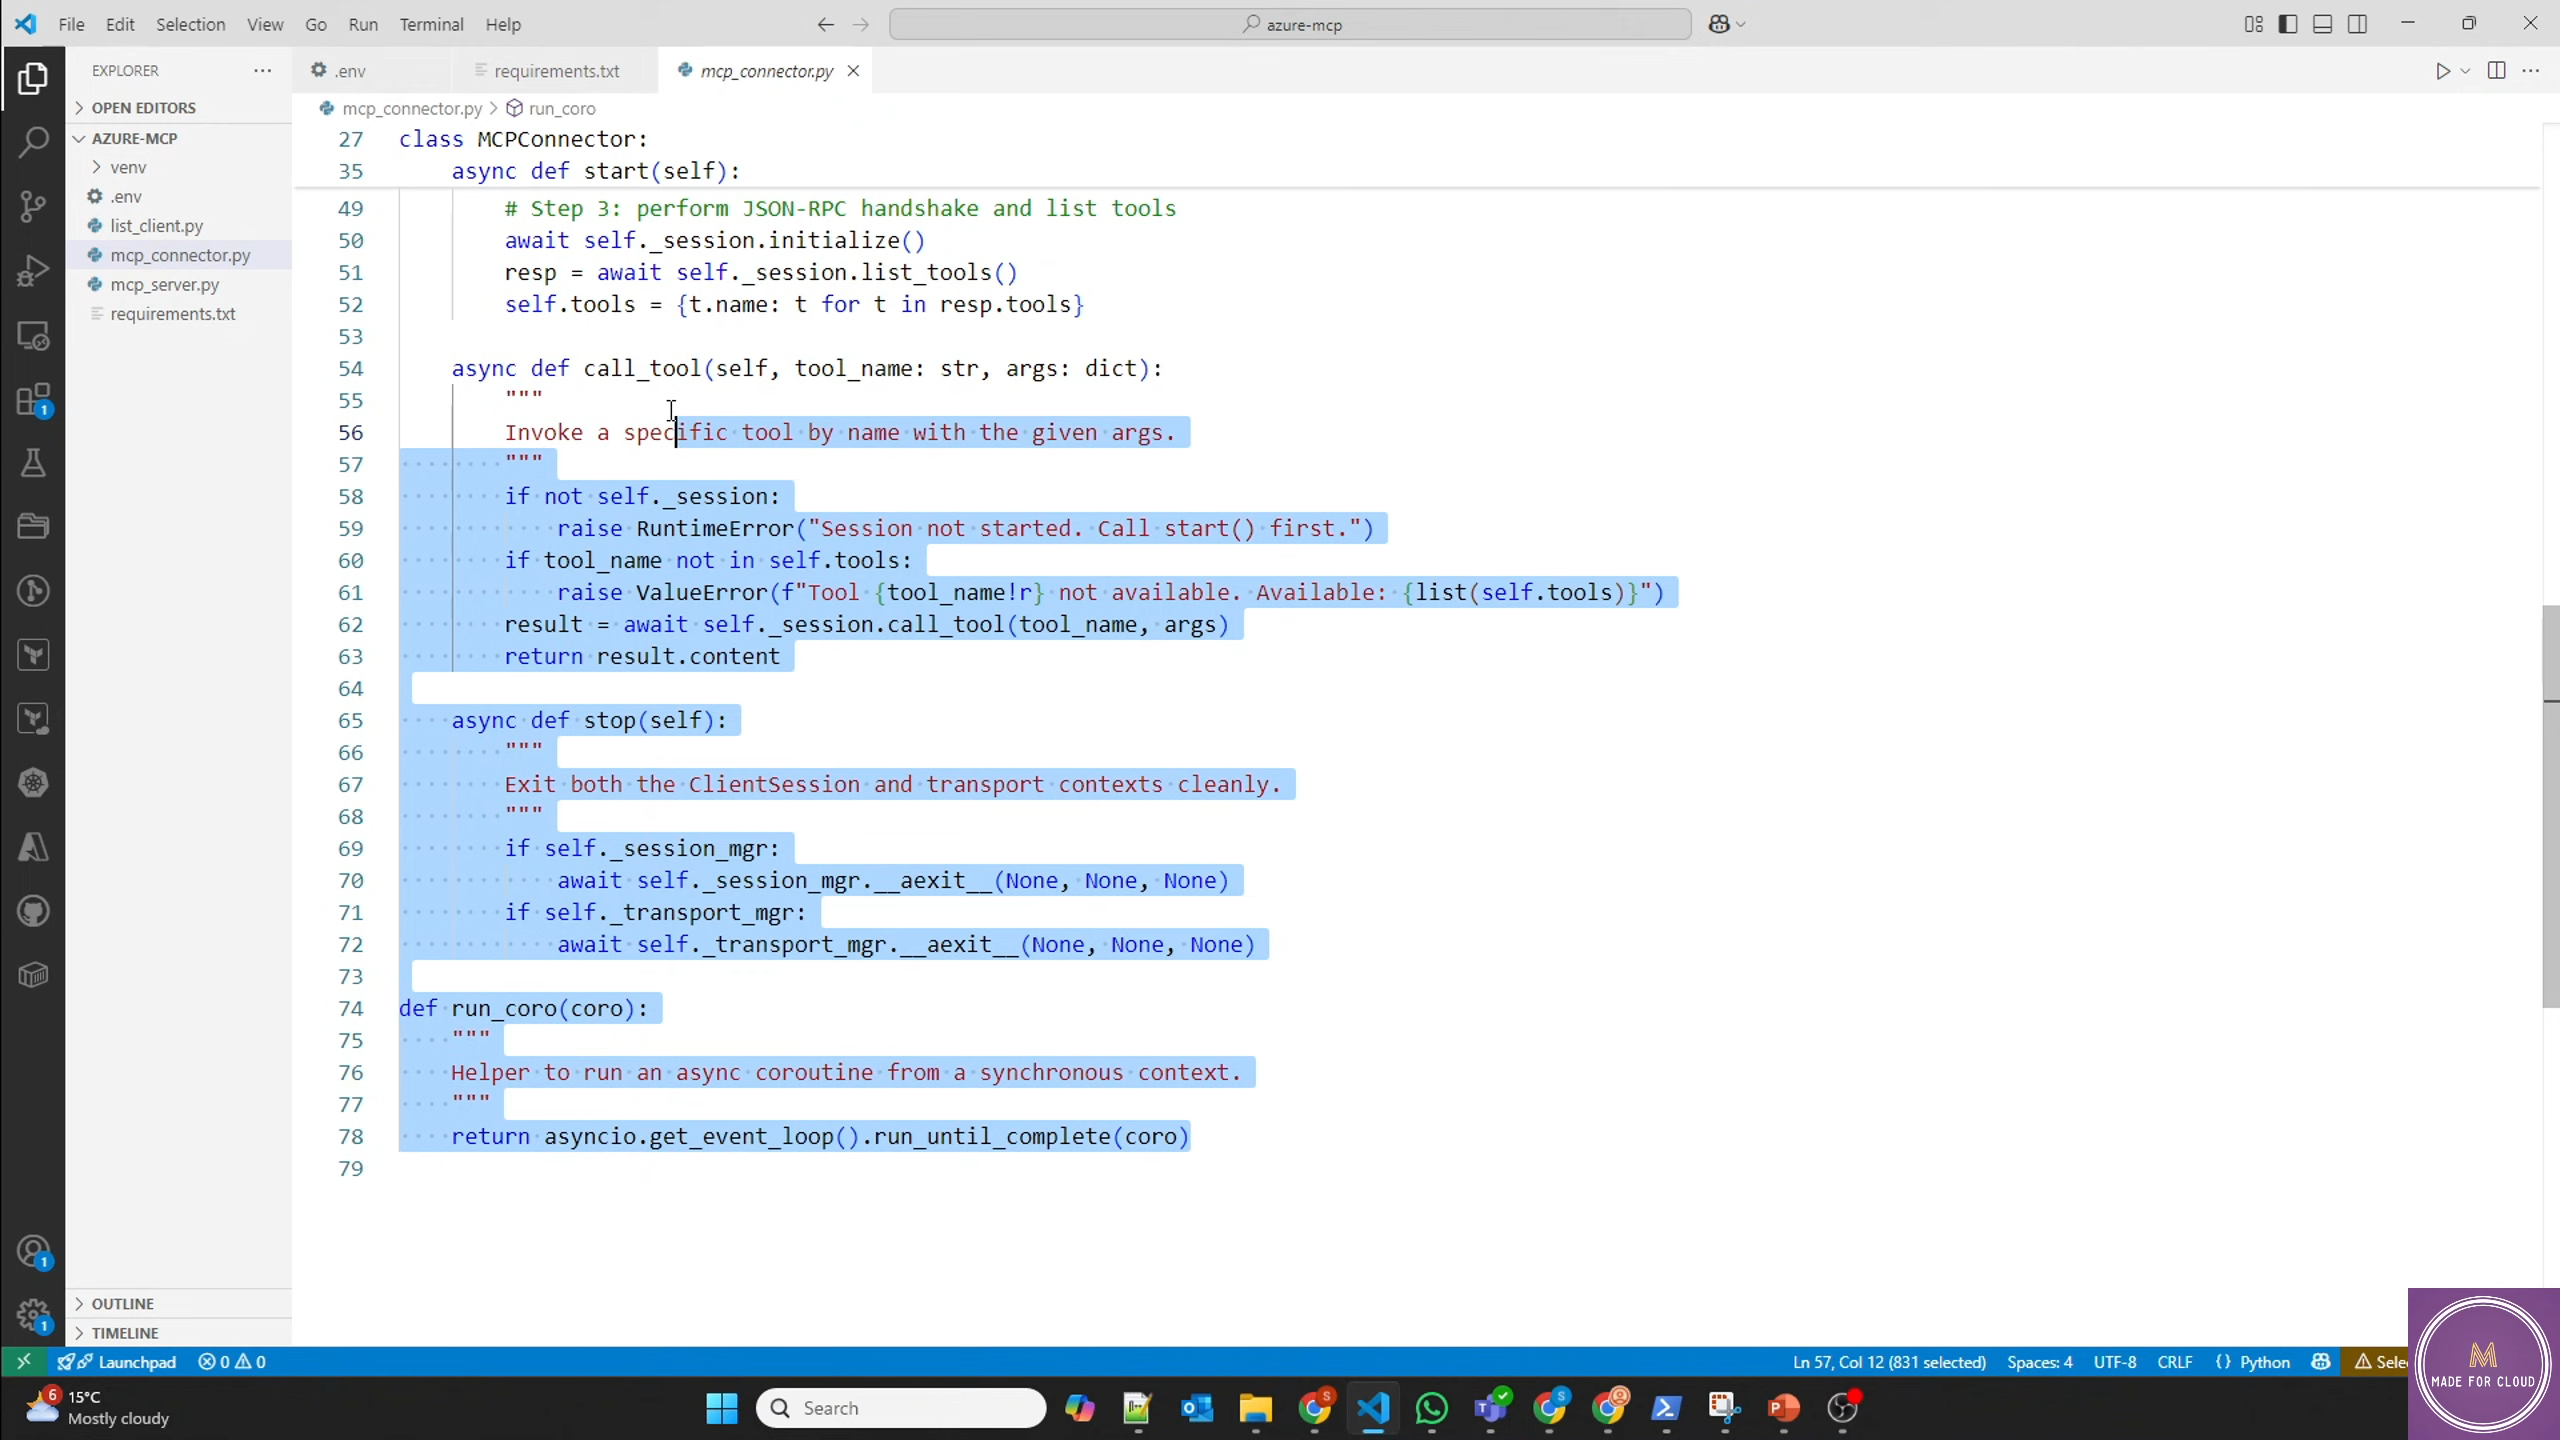 File Edit Selection View Go Run Terminal Help
azure-mcp
EXPLORER
.env
requirements.txt
mcp_connector.py
OPEN EDITORS
mcp_connector.py > run_coro
AZURE-MCP
venv
.env
list_client.py
mcp_connector.py
mcp_server.py
requirements.txt
27 class MCPConnector:
35     async def start(self):
49         # Step 3: perform JSON-RPC handshake and list tools
50         await self._session.initialize()
51         resp = await self._session.list_tools()
52         self.tools = {t.name: t for t in resp.tools}
53
54     async def call_tool(self, tool_name: str, args: dict):
55         """
56         Invoke a specific tool by name with the given args.
57         """
58         if not self._session:
59             raise RuntimeError("Session not started. Call start() first.")
60         if tool_name not in self.tools:
61             raise ValueError(f"Tool {tool_name!r} not available. Available: {list(self.tools)}")
62         result = await self._session.call_tool(tool_name, args)
63         return result.content
64
65     async def stop(self):
66         """
67         Exit both the ClientSession and transport contexts cleanly.
68         """
69         if self._session_mgr:
70             await self._session_mgr.__aexit__(None, None, None)
71         if self._transport_mgr:
72             await self._transport_mgr.__aexit__(None, None, None)
73
74 def run_coro(coro):
75     """
76     Helper to run an async coroutine from a synchronous context.
77     """
78     return asyncio.get_event_loop().run_until_complete(coro)
79
1
1
1
OUTLINE
TIMELINE
Launchpad 0 0
Ln 57, Col 12 (831 selected) Spaces: 4 UTF-8 CRLF {} Python Sele
6
15°C
Mostly cloudy
Search
S
S
M
MADE FOR CLOUD